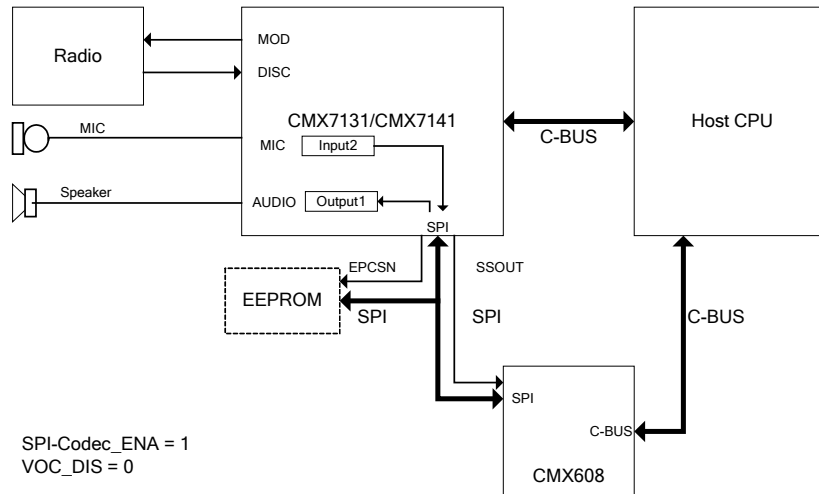 Radio
MOD
DISC
MIC
Speaker
CMX7131/CMX7141
MIC
Input2
AUDIO
Output1
SPI
C-BUS
Host CPU
EPCSN
SSOUT
EEPROM
SPI
SPI
C-BUS
SPI
C-BUS
CMX608
SPI-Codec_ENA = 1
VOC_DIS = 0